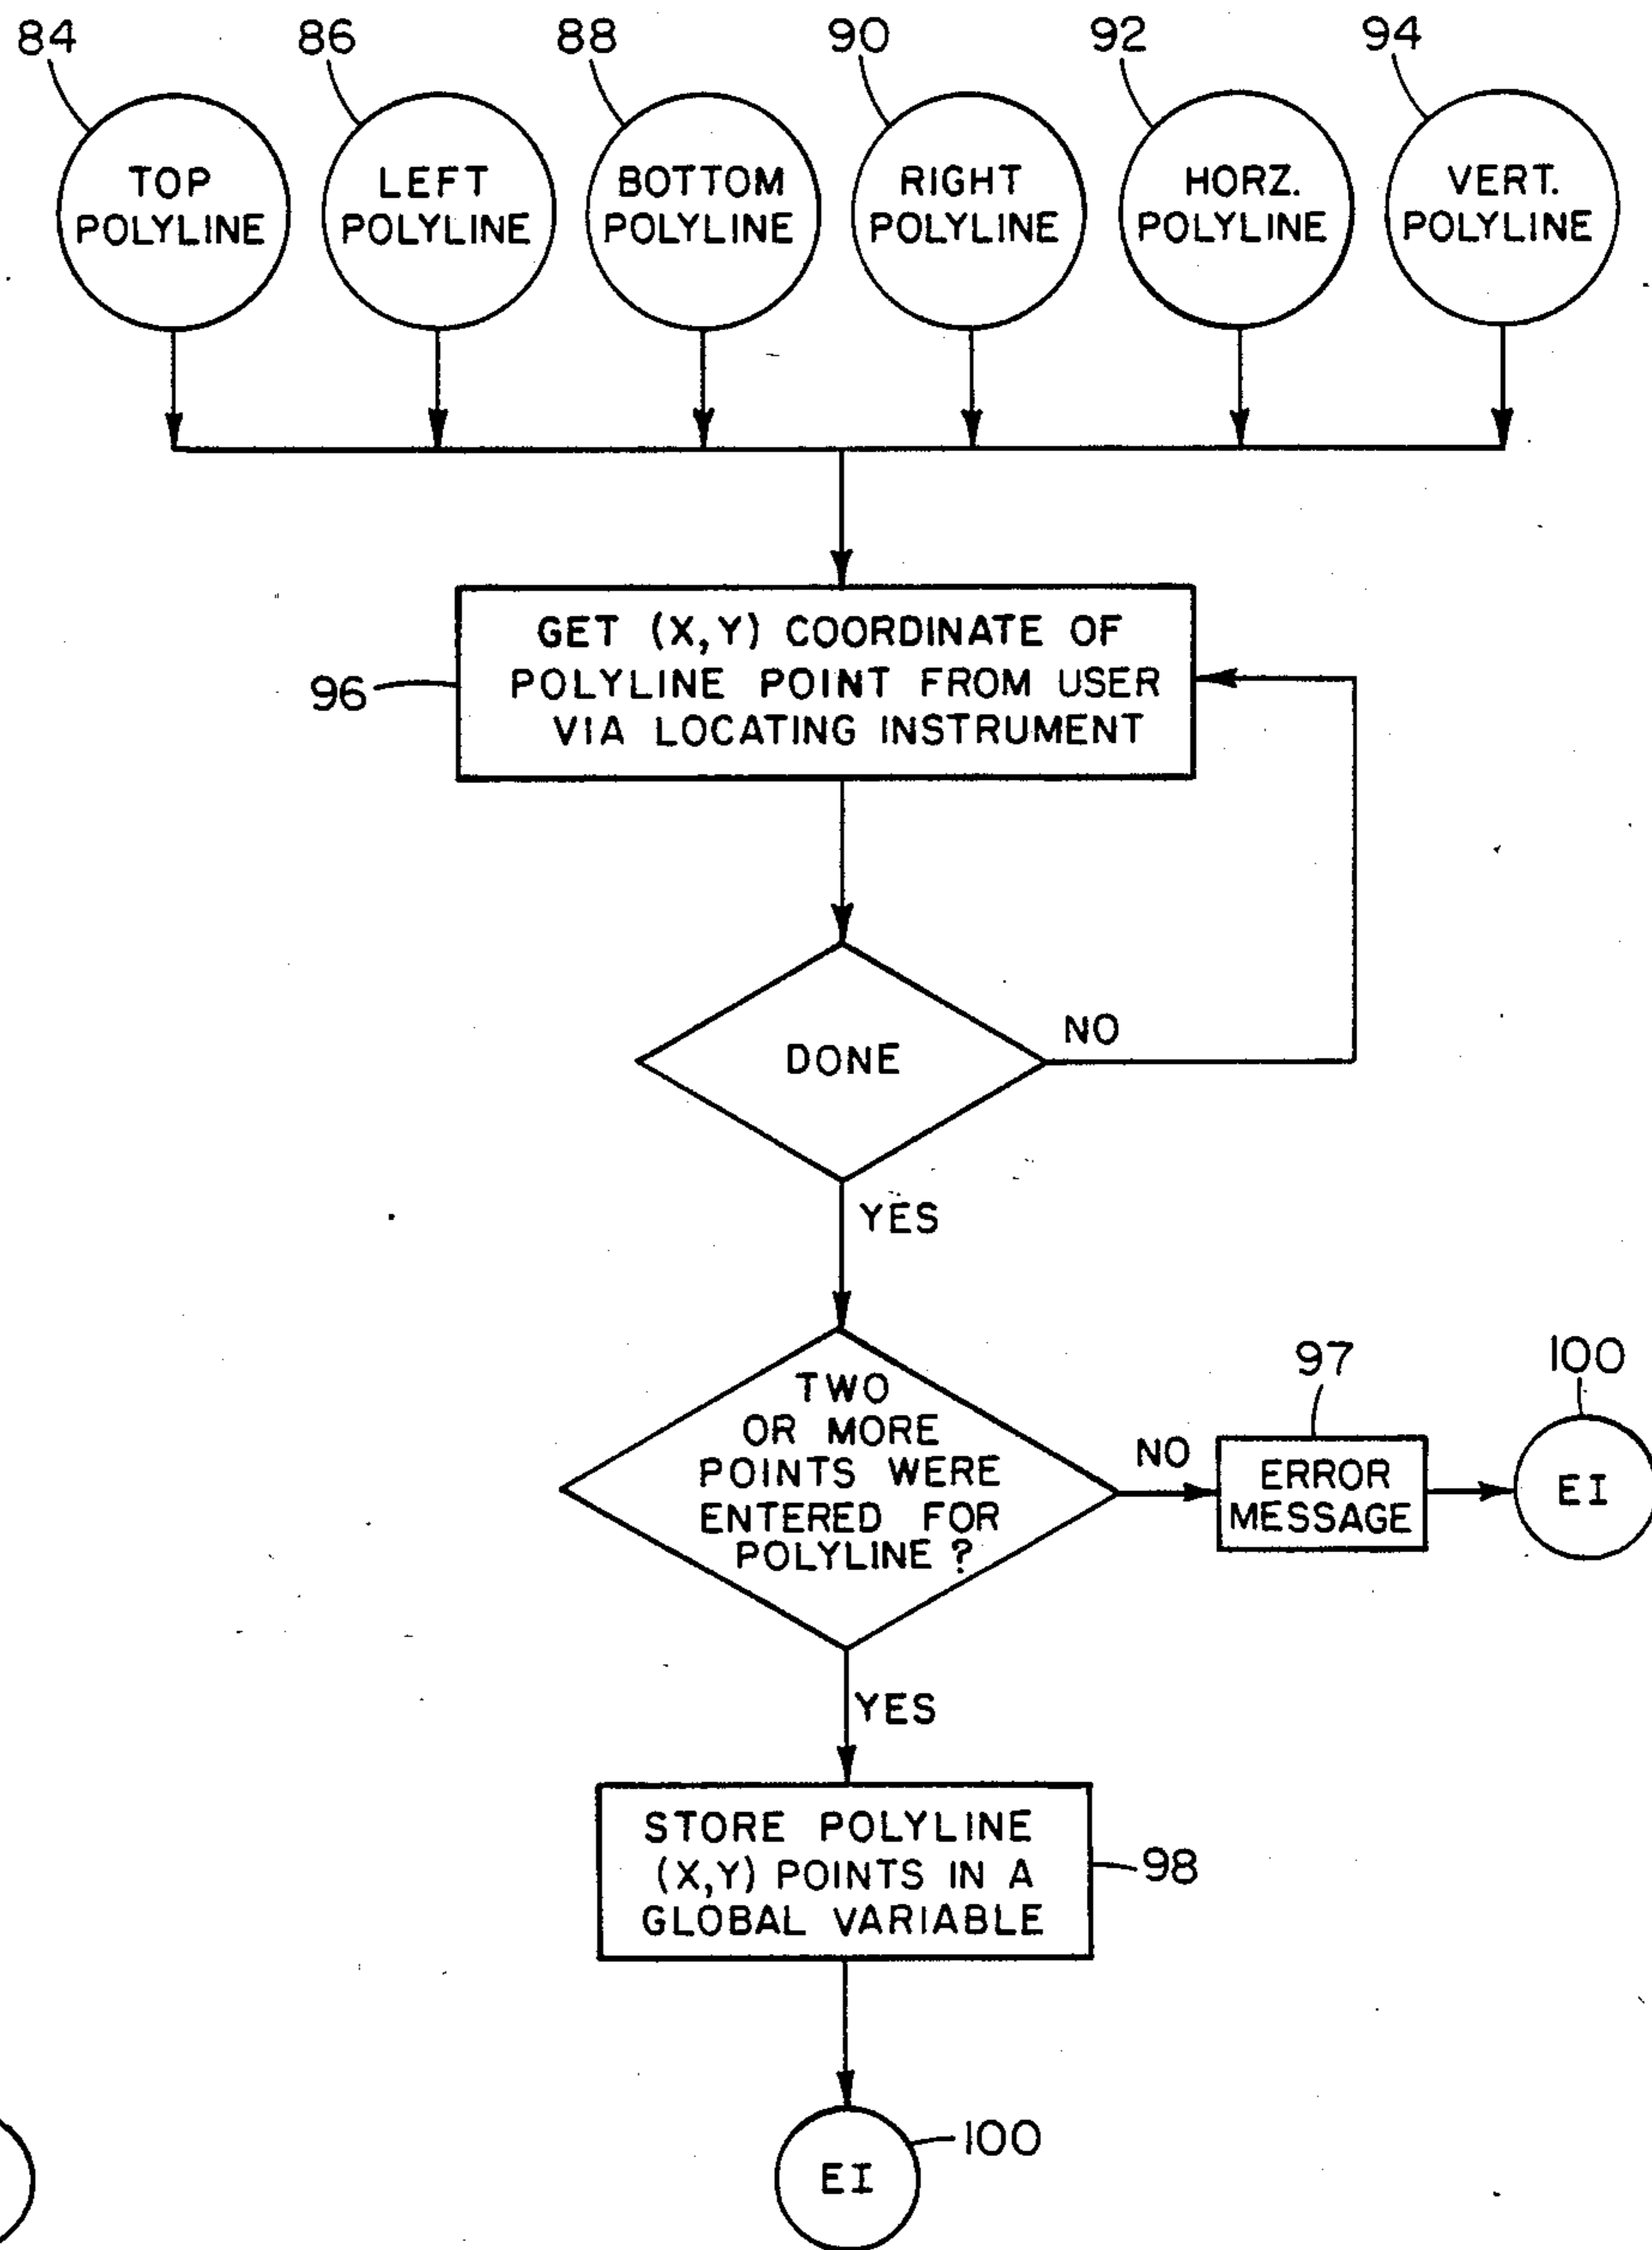 84 86 88 90 92 94
TOP LEFT BOTTOM RIGHT HORZ. VERT.
POLYLINE POLYLINE POLYLINE POLYLINE POLYLINE POLYLINE
GET (X,Y) COORDINATE OF
POLYLINE POINT FROM USER
VIA LOCATING INSTRUMENT
96
DONE
NO
YES
TWO
OR MORE
POINTS WERE
ENTERED FOR
POLYLINE ?
NO
97
ERROR
MESSAGE
100
EI
YES
STORE POLYLINE
(X,Y) POINTS IN A
GLOBAL VARIABLE
98
100
EI